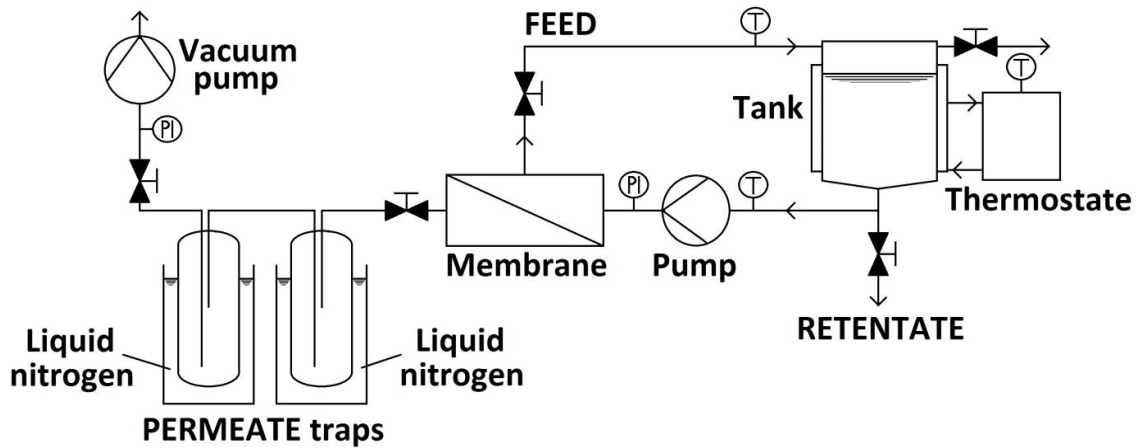 FEED
T
Vacuum
pump
PI
T
Tank
Thermostate
PI
T
Membrane
Pump
RETENTATE
Liquid
nitrogen
Liquid
nitrogen
PERMEATE traps